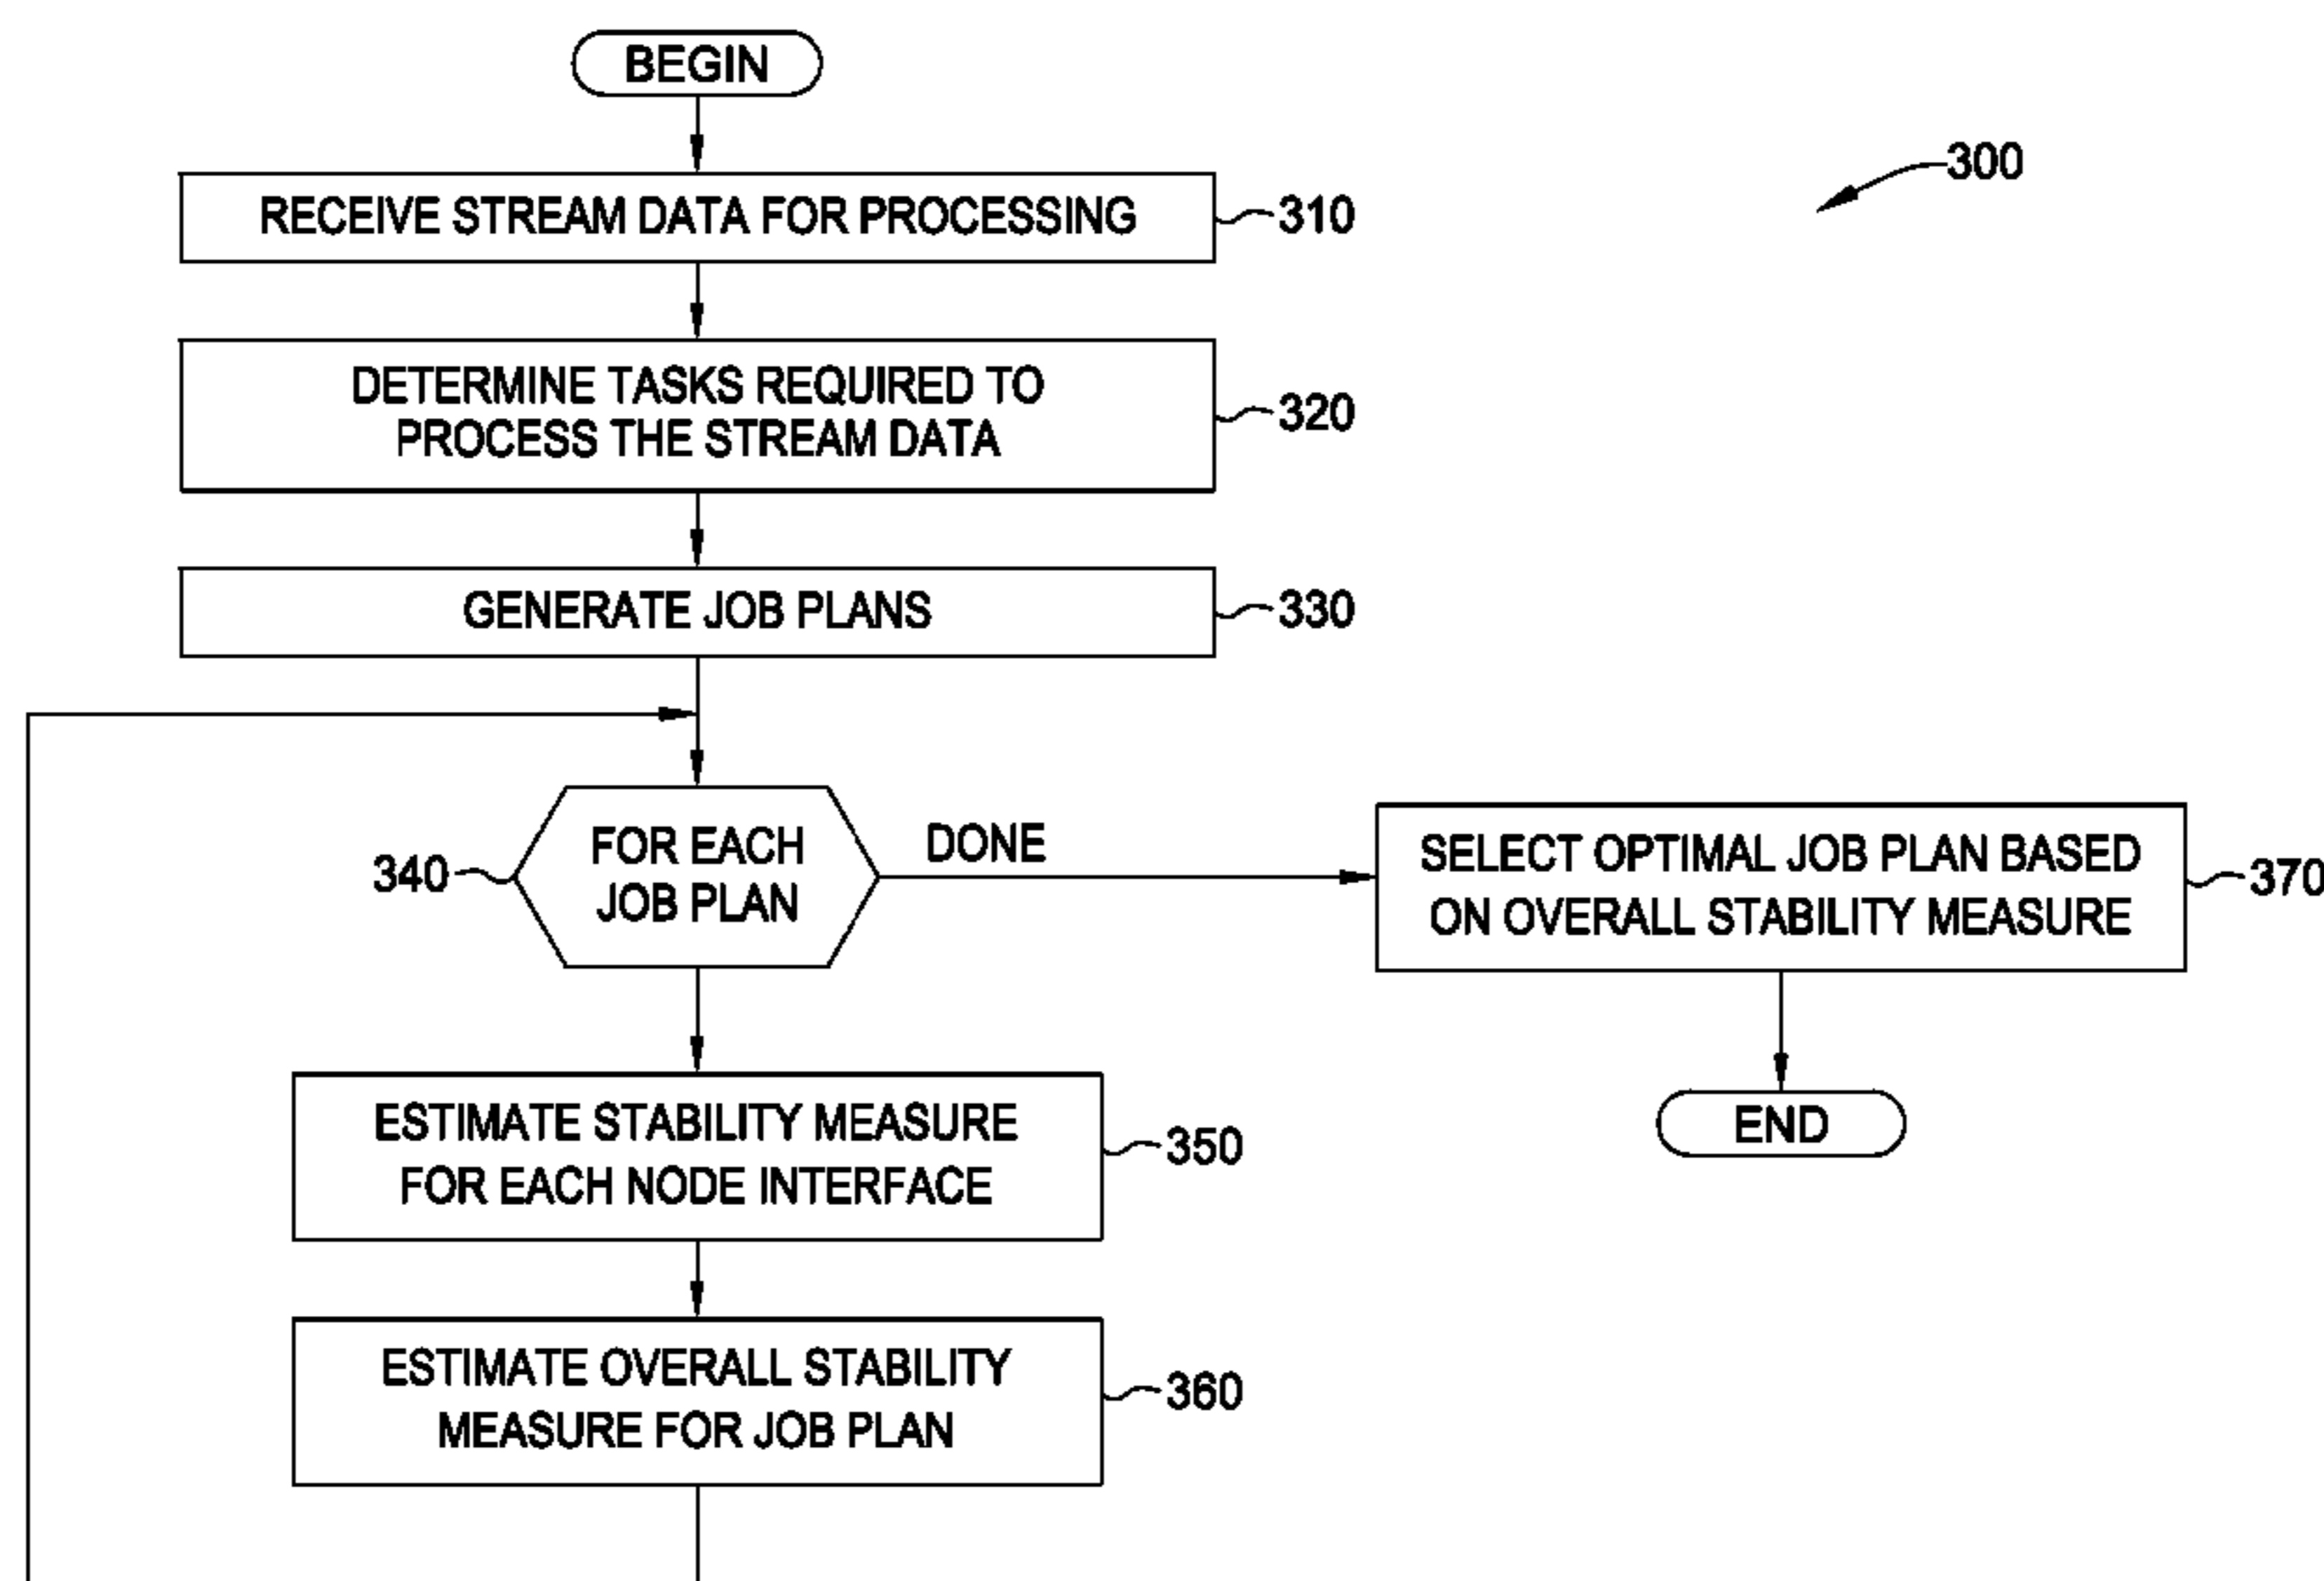 BEGIN
300
RECEIVE STREAM DATA FOR PROCESSING
310
DETERMINE TASKS REQUIRED TO
PROCESS THE STREAM DATA
320
GENERATE JOB PLANS
330
340
FOR EACH
JOB PLAN
DONE
SELECT OPTIMAL JOB PLAN BASED
ON OVERALL STABILITY MEASURE
370
ESTIMATE STABILITY MEASURE
FOR EACH NODE INTERFACE
350
END
ESTIMATE OVERALL STABILITY
MEASURE FOR JOB PLAN
360